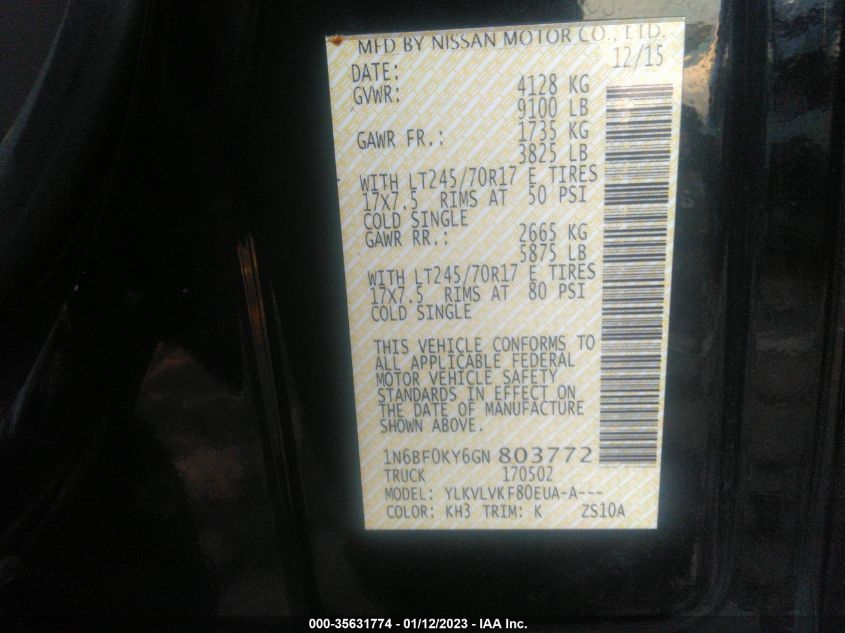 MFD BY NISSAN MOTOR CO., LTD.
DATE: 12/15
GVWR: 4128 KG
9100 LB
GAWR FR.: 1735 KG
3825 LB
WITH LT245/70R17 E TIRES
17X7.5 RIMS AT 50 PSI
COLD SINGLE
GAWR RR.: 2665 KG
5875 LB
WITH LT245/70R17 E TIRES
17X7.5 RIMS AT 80 PSI
COLD SINGLE
THIS VEHICLE CONFORMS TO
ALL APPLICABLE FEDERAL
MOTOR VEHICLE SAFETY
STANDARDS IN EFFECT ON
THE DATE OF MANUFACTURE
SHOWN ABOVE.
1N6BF0KY6GN 803772
TRUCK 170502
MODEL: YLKVLVKF80EUA-A---
COLOR: KH3 TRIM: K ZS10A
000-35631774 - 01/12/2023 - IAA Inc.